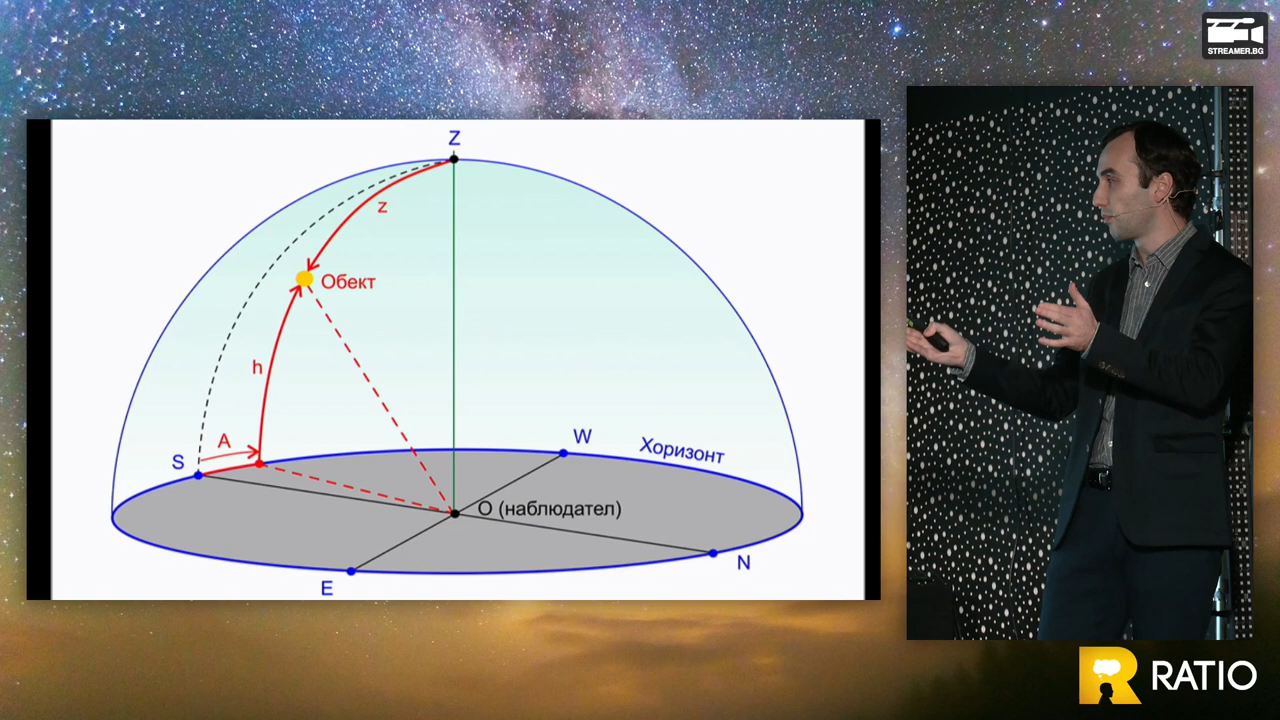 STREAMER.BG
Z
z
Обект
h
A
S
W
Хоризонт
O (наблюдател)
N
E
R RATIO